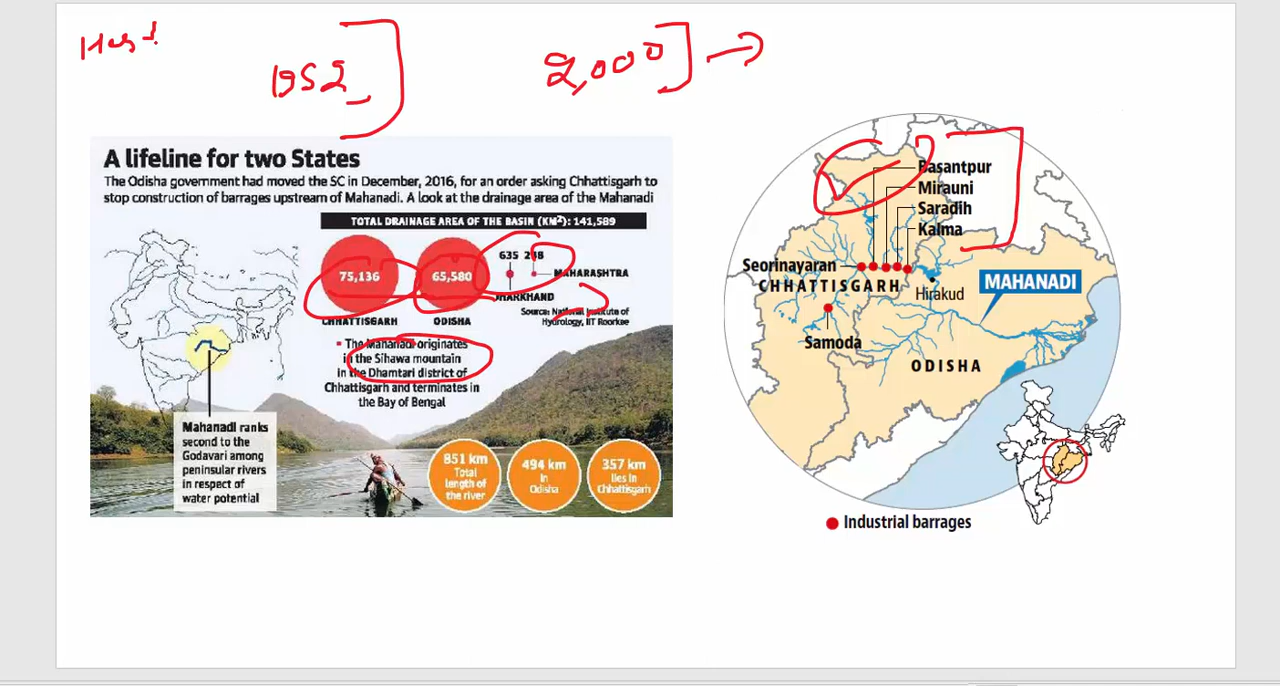 2,000
A lifeline for two States
The Odisha government had moved the SC in December, 2016, for an order asking Chhattisgarh to
stop construction of barrages upstream of Mahanadi. A look at the drainage area of the Mahanadi
TOTAL DRAINAGE AREA OF THE BASIN (KM²): 141,589
75,136
CHHATTISGARH
65,580
ODISHA
635
JHARKHAND
MAHARASHTRA
Source: National Institute of
Hydrology, IIT Roorkee
▪ The Mahanadi originates
in the Sihawa mountain
in the Dhamtari district of
Chhattisgarh and terminates in
the Bay of Bengal
Mahanadi ranks
second to the
Godavari among
peninsular rivers
in respect of
water potential
851 km
Total
length of
the river
494 km
in
Odisha
357 km
lies in
Chhattisgarh
Basantpur
Mirauni
Saradih
Kalma
Seorinayaran
CHHATTISGARH
Hirakud
MAHANADI
Samoda
ODISHA
Industrial barrages